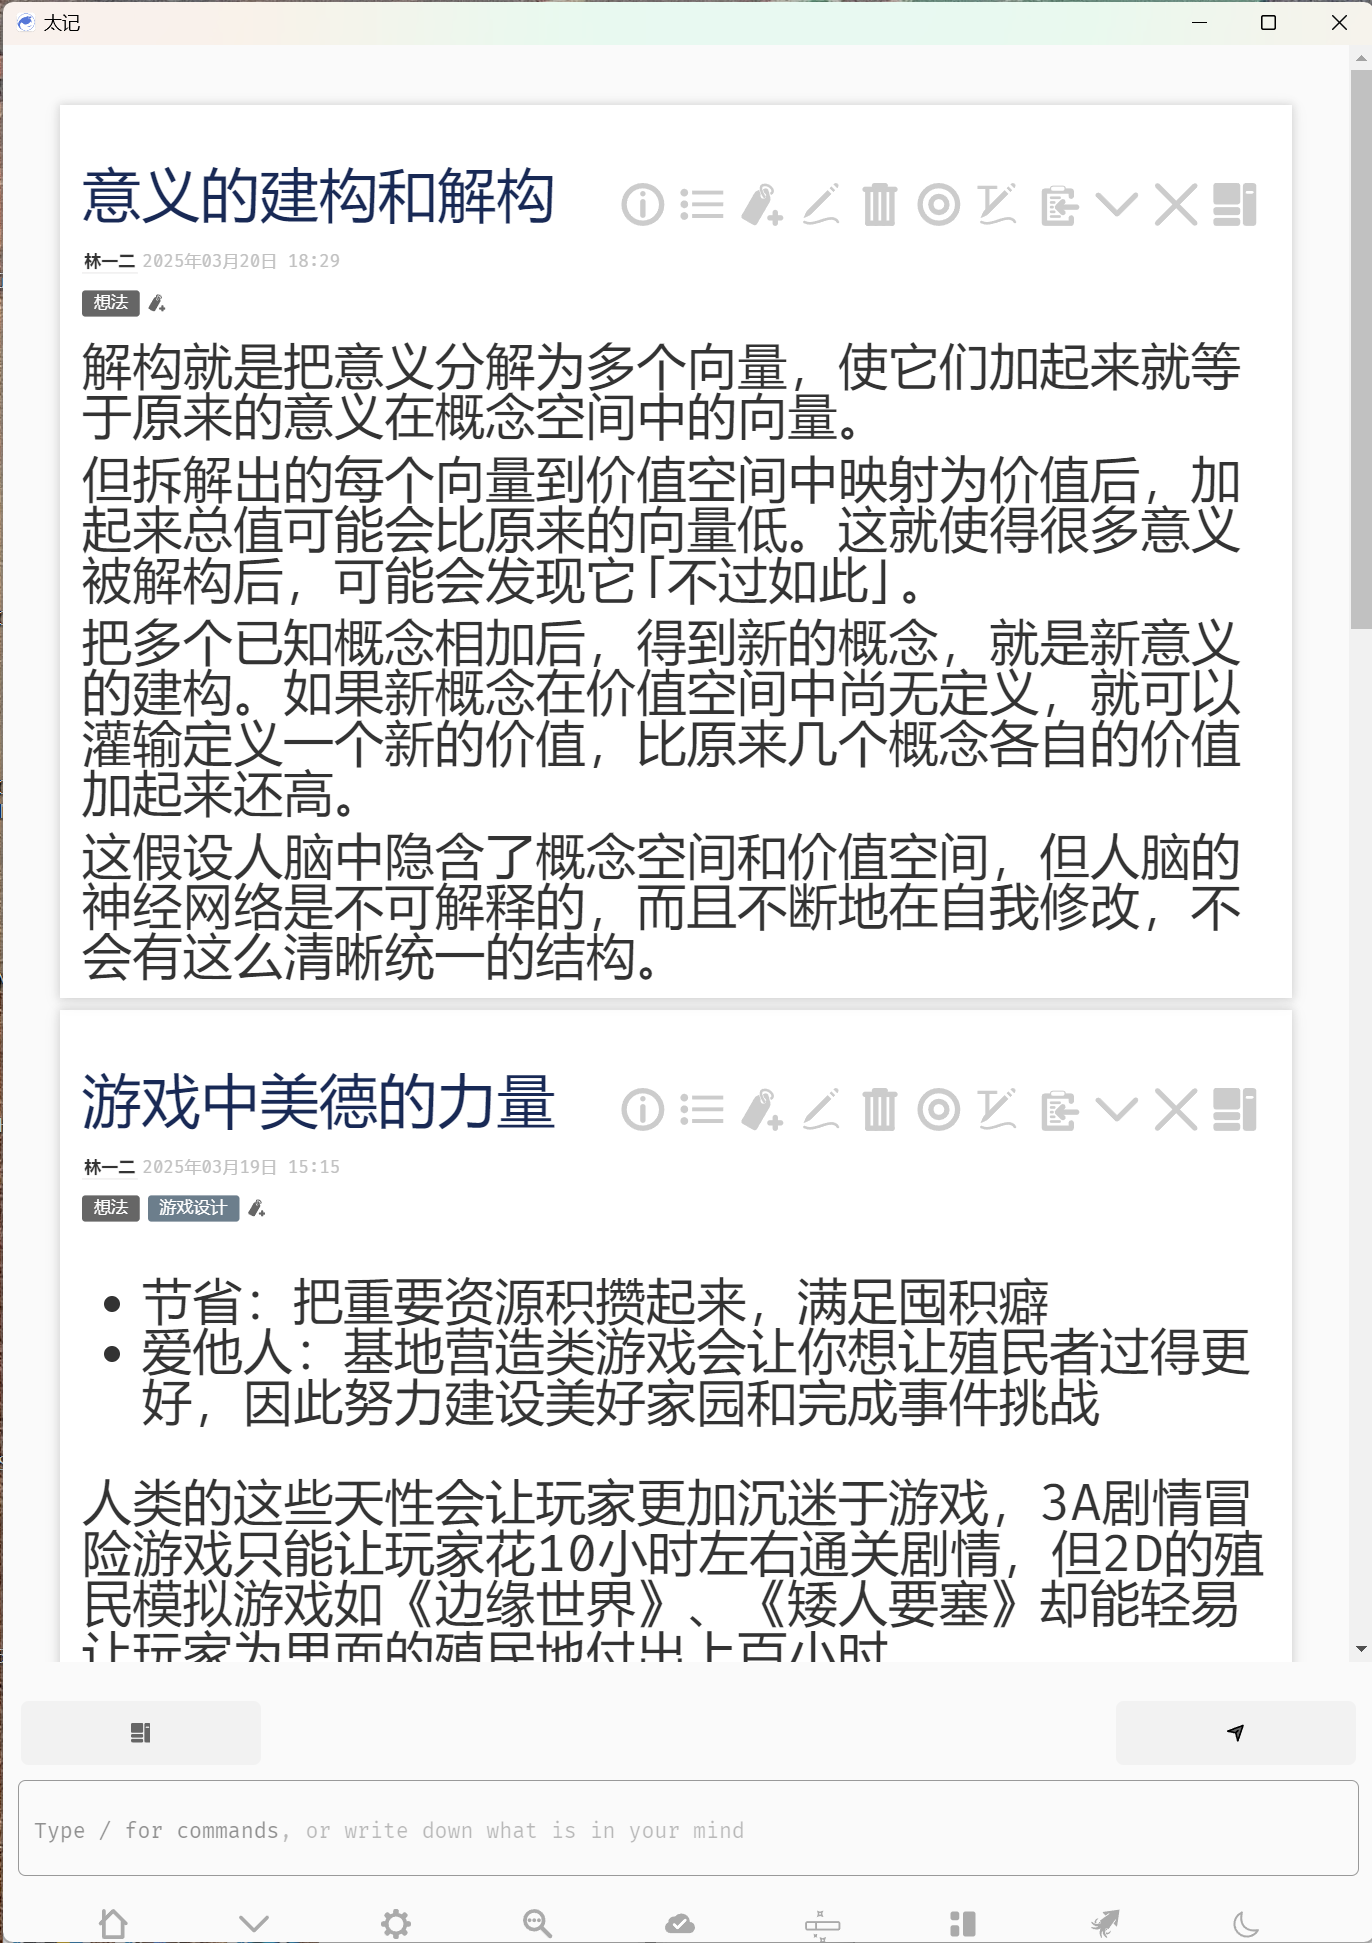 太记
意义的建构和解构
林一二 2025年03月20日 18:29
想法
解构就是把意义分解为多个向量，使它们加起来就等
于原来的意义在概念空间中的向量。
但拆解出的每个向量到价值空间中映射为价值后，加
起来总值可能会比原来的向量低。这就使得很多意义
被解构后，可能会发现它「不过如此」。
把多个已知概念相加后，得到新的概念，就是新意义
的建构。如果新概念在价值空间中尚无定义，就可以
灌输定义一个新的价值，比原来几个概念各自的价值
加起来还高。
这假设人脑中隐含了概念空间和价值空间，但人脑的
神经网络是不可解释的，而且不断地在自我修改，不
会有这么清晰统一的结构。
游戏中美德的力量
林一二 2025年03月19日 15:15
想法 游戏设计
• 节省：把重要资源积攒起来，满足囤积癖
• 爱他人：基地营造类游戏会让你想让殖民者过得更
好，因此努力建设美好家园和完成事件挑战
人类的这些天性会让玩家更加沉迷于游戏，3A剧情冒
险游戏只能让玩家花10小时左右通关剧情，但2D的殖
民模拟游戏如《边缘世界》、《矮人要塞》却能轻易
让玩家为里面的殖民地付出上百小时
Type / for commands, or write down what is in your mind